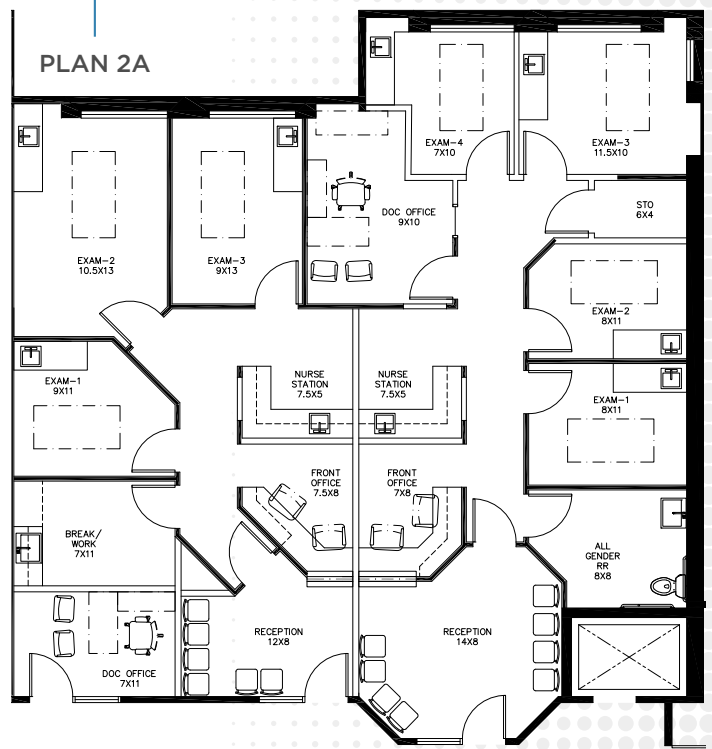 PLAN 2A
EXAM-4
7X10
EXAM-3
11.5X10
DOC OFFICE
9X10
STO
6X4
EXAM-2
10.5X13
EXAM-3
9X13
EXAM-2
8X11
EXAM-1
9X11
NURSE
STATION
7.5X5
NURSE
STATION
7.5X5
EXAM-1
8X11
FRONT
OFFICE
7.5X8
FRONT
OFFICE
7X8
BREAK/
WORK
7X11
ALL
GENDER
RR
8X8
RECEPTION
12X8
RECEPTION
14X8
DOC OFFICE
7X11